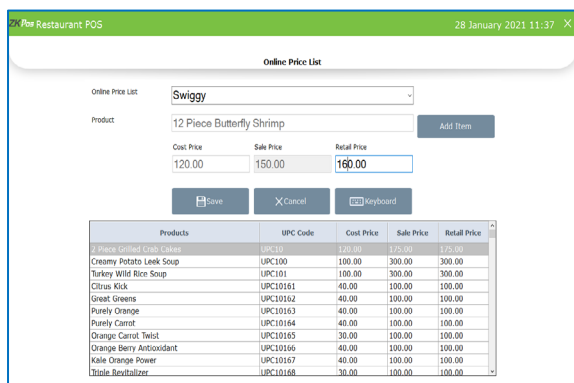 ZKPos Restaurant POS 28 January 2021 11:37 X
Online Price List
Online Price List Swiggy
Product 12 Piece Butterfly Shrimp Add Item
Cost Price Sale Price Retail Price
120.00 150.00 160.00
Save Cancel Keyboard
Products UPC Code Cost Price Sale Price Retail Price
2 Piece Grilled Crab Cakes UPC10 120.00 175.00 175.00
Creamy Potato Leek Soup UPC100 100.00 300.00 300.00
Turkey Wild Rice Soup UPC101 100.00 300.00 300.00
Citrus Kick UPC10161 40.00 100.00 100.00
Great Greens UPC10162 40.00 100.00 100.00
Purely Orange UPC10163 40.00 100.00 100.00
Purely Carrot UPC10164 40.00 100.00 100.00
Orange Carrot Twist UPC10165 30.00 100.00 100.00
Orange Berry Antioxidant UPC10166 40.00 100.00 100.00
Kale Orange Power UPC10167 40.00 100.00 100.00
Triple Revitalizer UPC10168 30.00 100.00 100.00